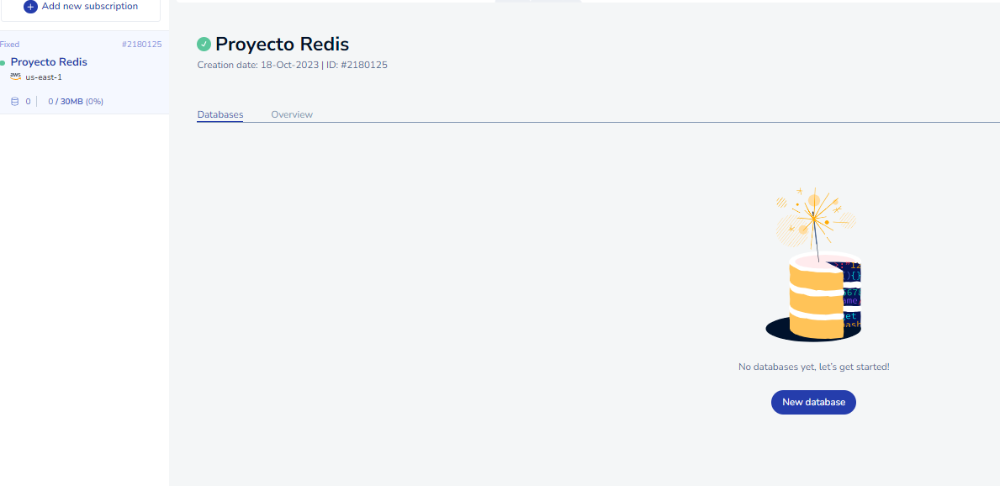 Add new subscription
Fixed #2180125
Proyecto Redis
aws us-east-1
0 0 / 30MB (0%)
Proyecto Redis
Creation date: 18-Oct-2023 | ID: #2180125
Databases Overview
No databases yet, let's get started!
New database